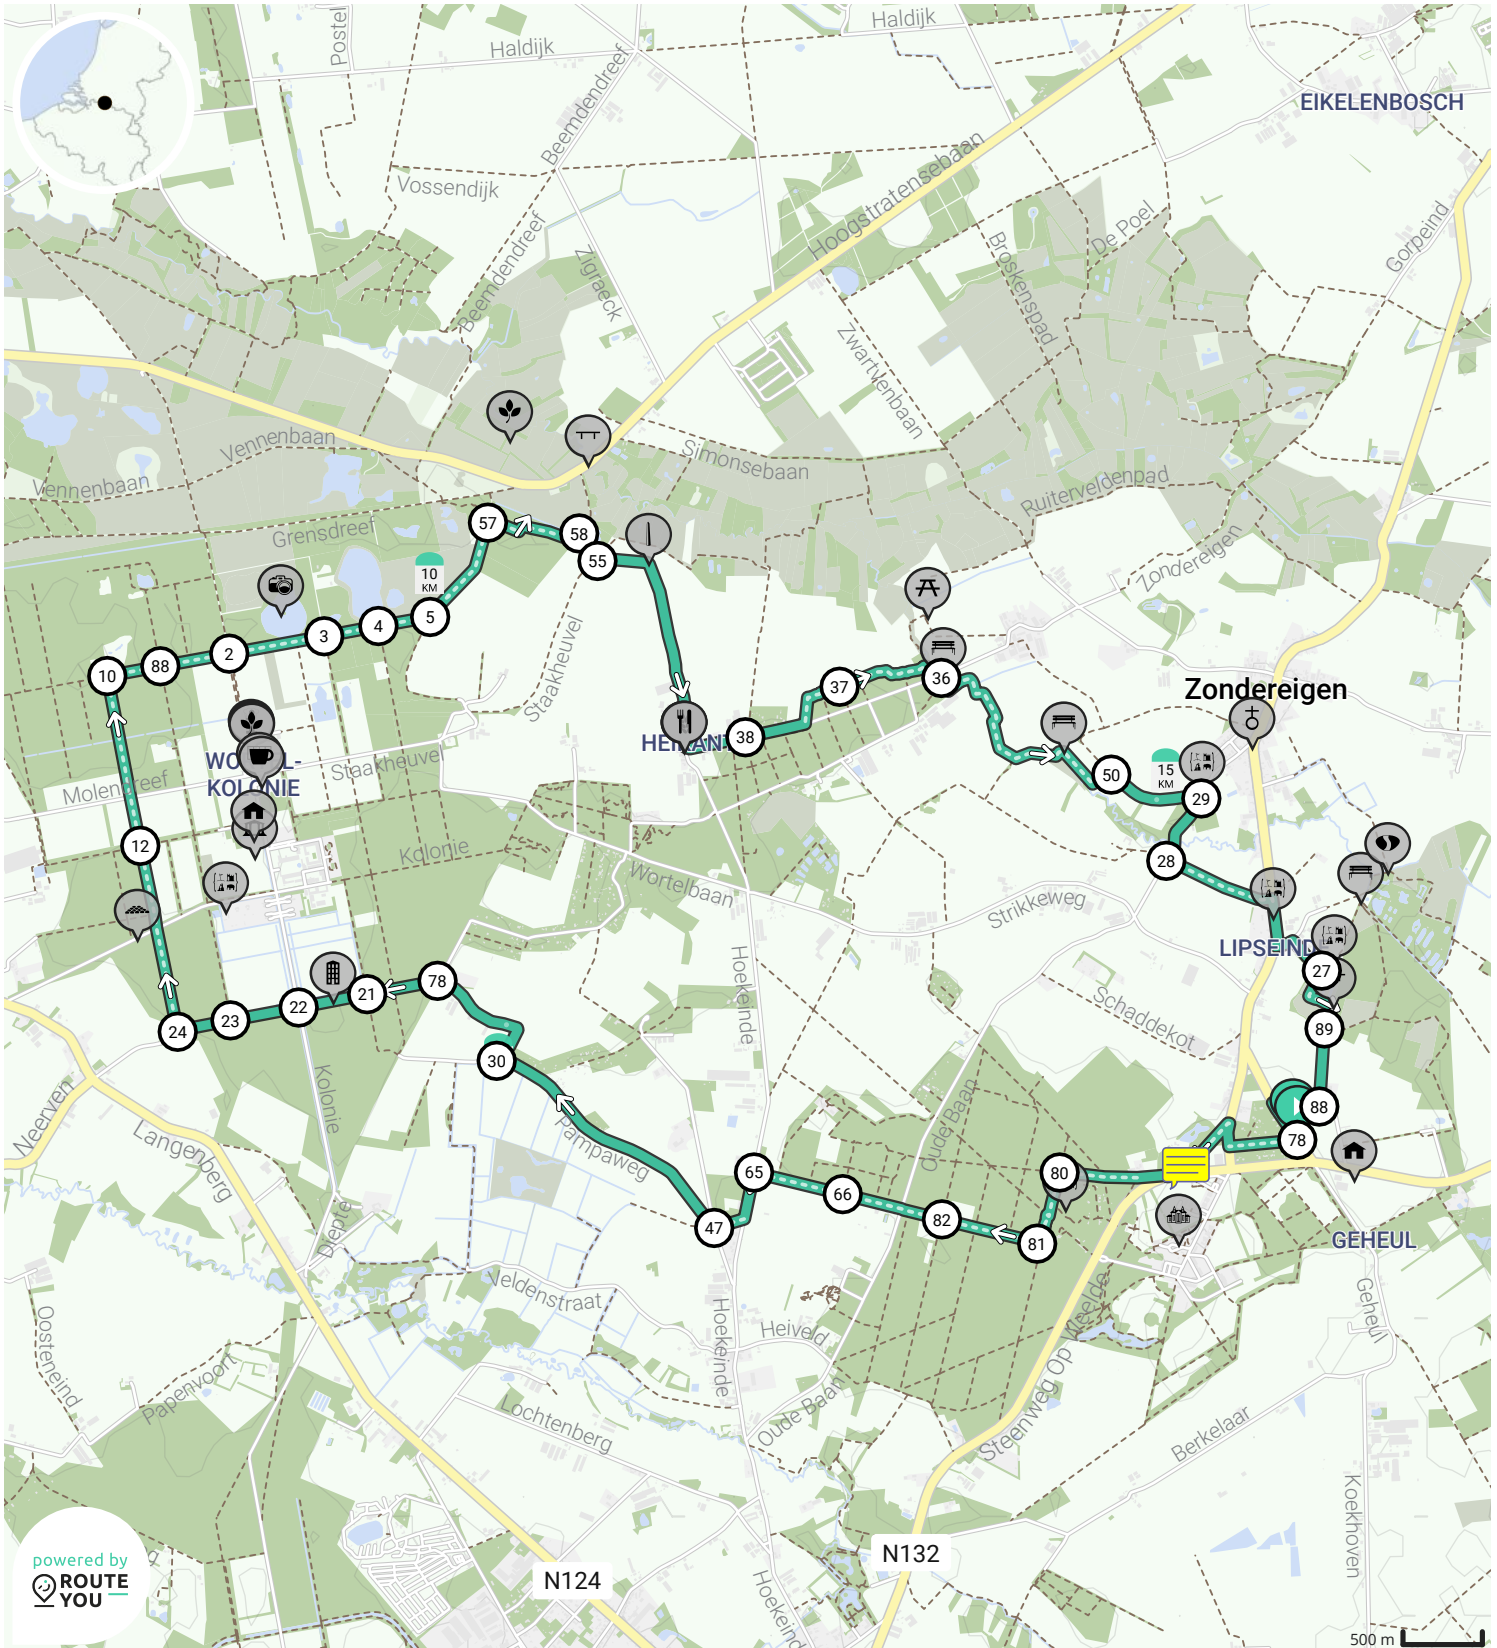 Haldijk
Postel
Haldijk
Beemdendreef
EIKELENBOSCH
Vossendijk
Hoogstratensebaan
Beemdendreef
Zigraeck
De Poel
Broskenspad
Gorpeind
Zwartvenbaan
Vennenbaan
Simonsebaan
Vennenbaan
Ruiterveldenpad
Grensdreef
57
58
55
10
KM
Zondereigen
5
4
3
2
88
10
Staakheuvel
37
36
Zondereigen
38
HEIKANT
Staakheuvel
KOLONIE
50
15
KM
29
12
Kolonie
28
Wortelbaan
Strikkeweg
LIPSEIND
27
Hoekeinde
78
21
22
23
24
Schaddekot
89
30
Neerven
Kolonie
Langenberg
Pampaweg
Oude Baan
88
78
65
66
80
82
81
47
Diepte
GEHEUL
Veldenstraat
Hoekeinde
Heiveld
Geheul
Oosteneind
Papenvoort
Steenweg Op Weelde
Lochtenberg
Oude Baan
Berkelaar
Koekhoven
N132
N124
Hoekeind
powered by
ROUTE
YOU
500 m